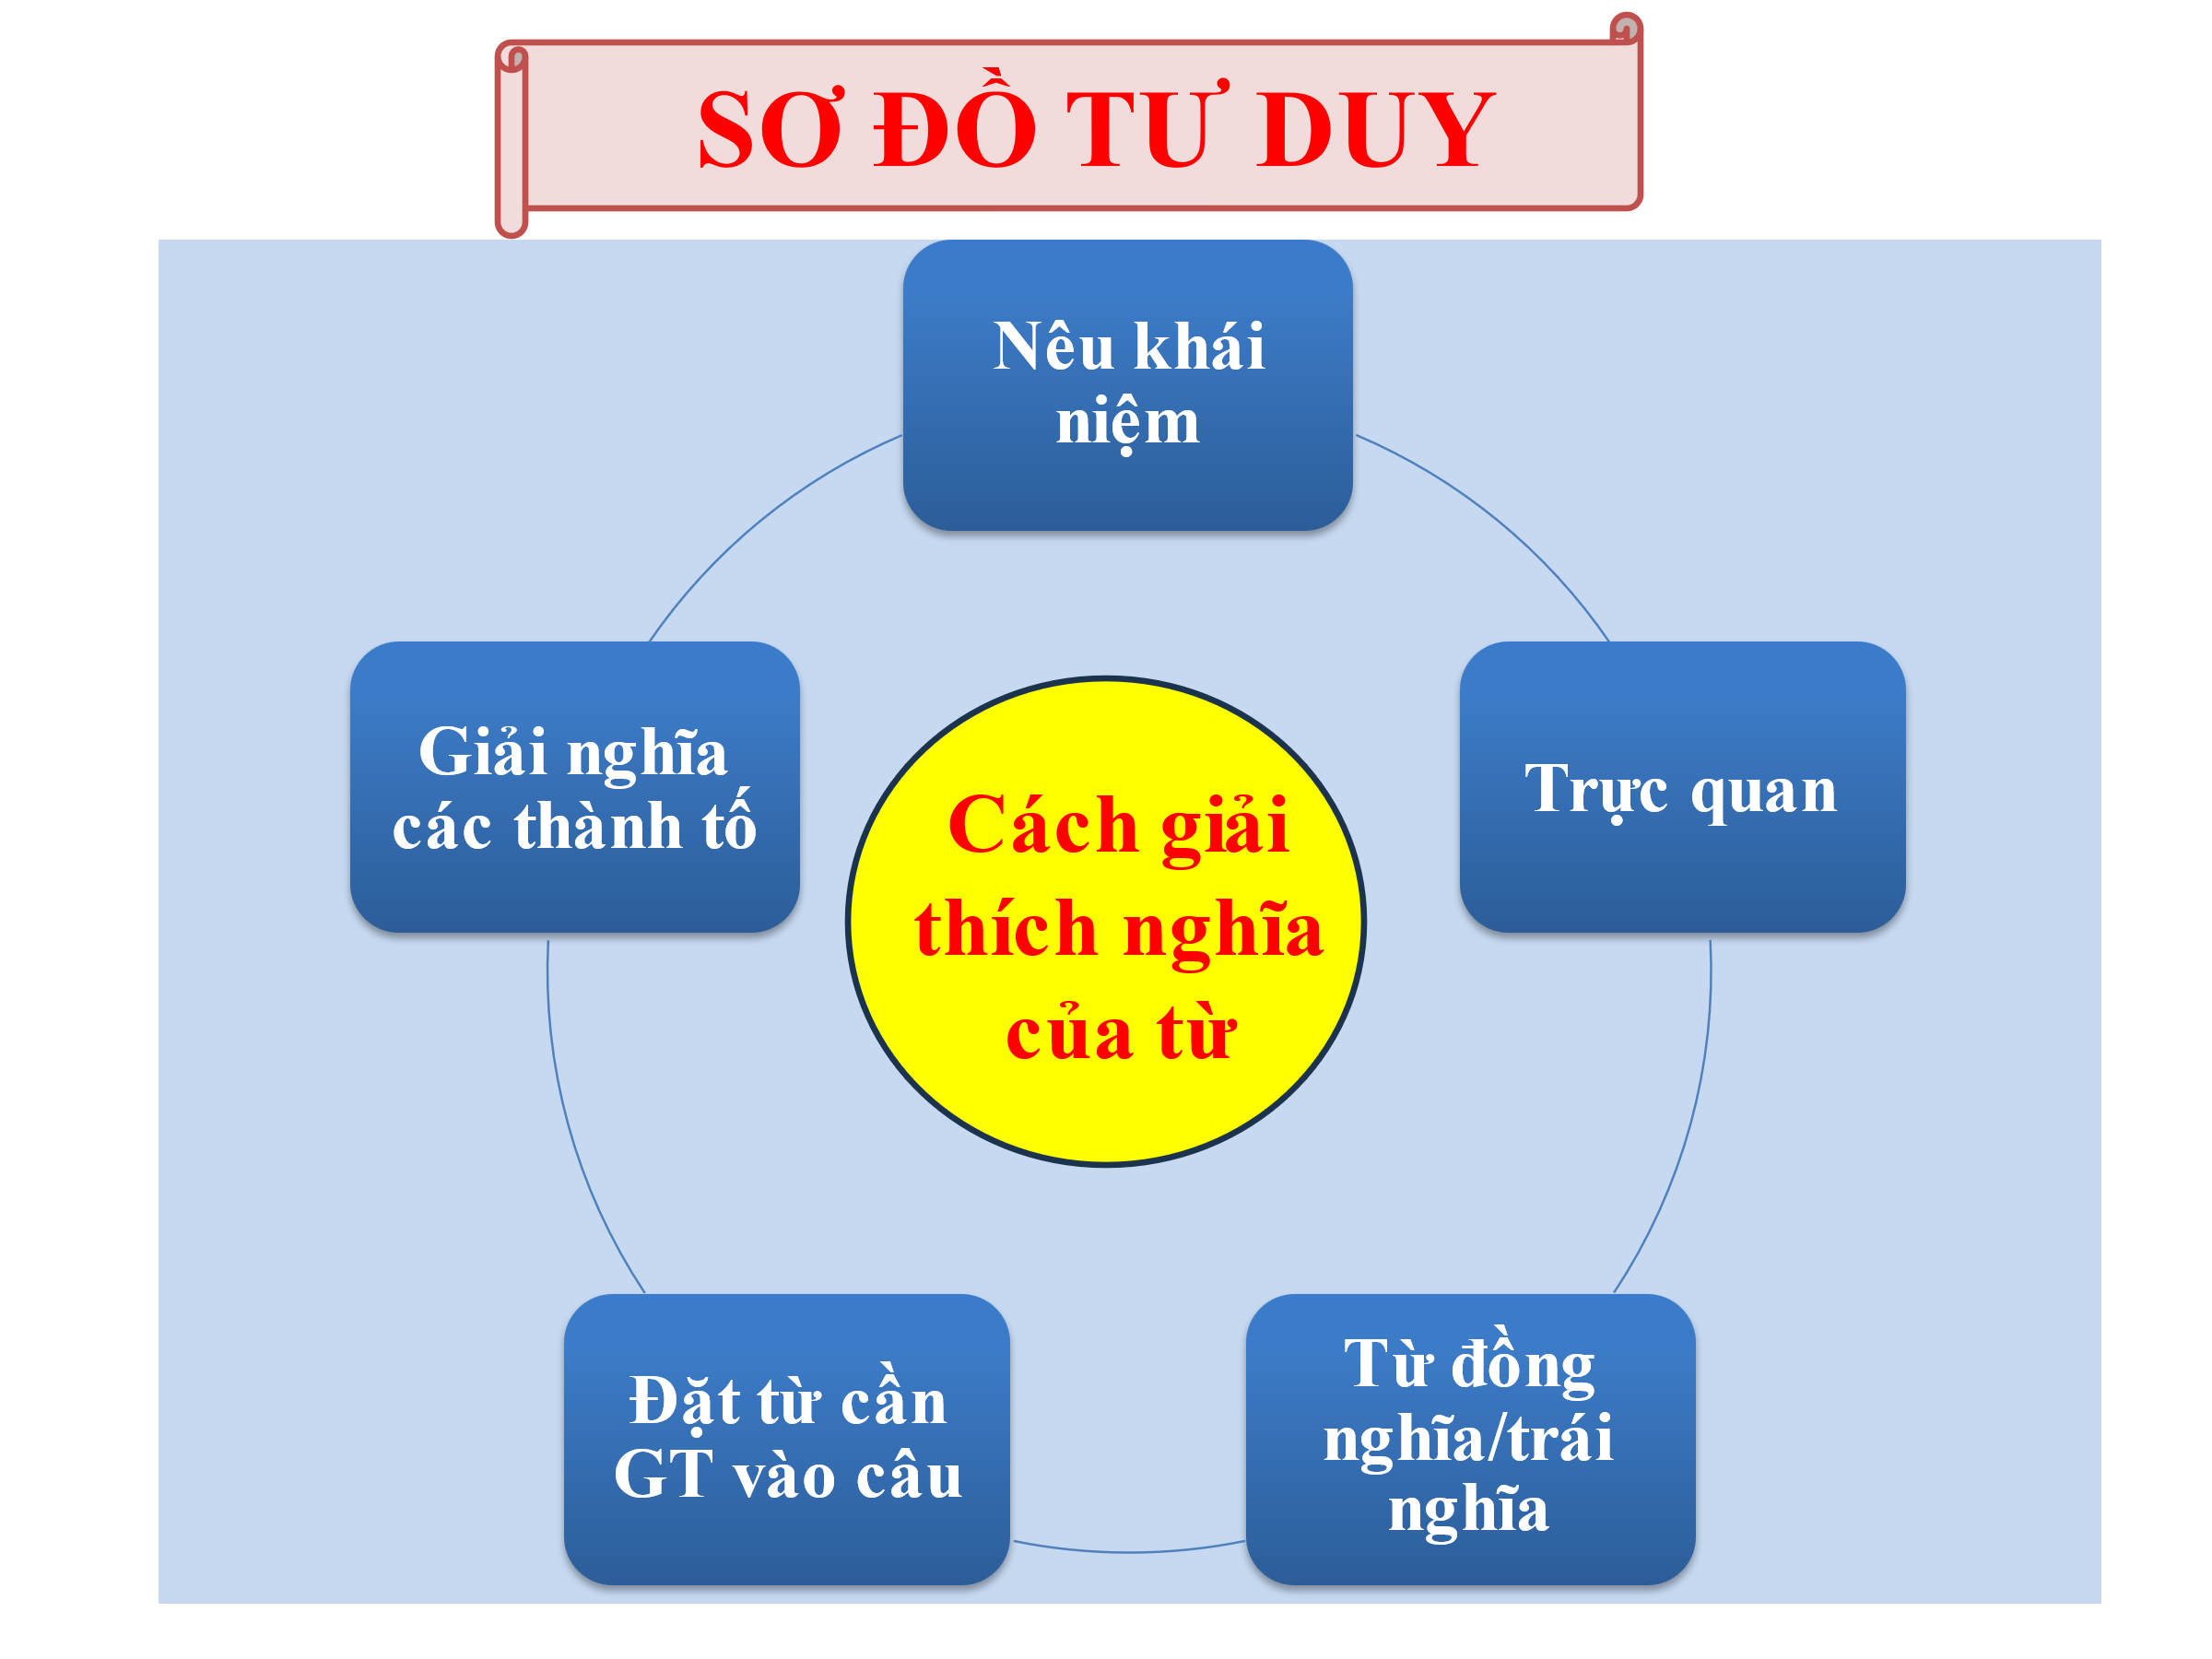 SƠ ĐỒ TƯ DUY
Nêu khái
niệm
Giải nghĩa
các thành tố
Trực quan
Cách giải
thích nghĩa
của từ
Đặt từ cần
GT vào câu
Từ đồng
nghĩa/trái
nghĩa